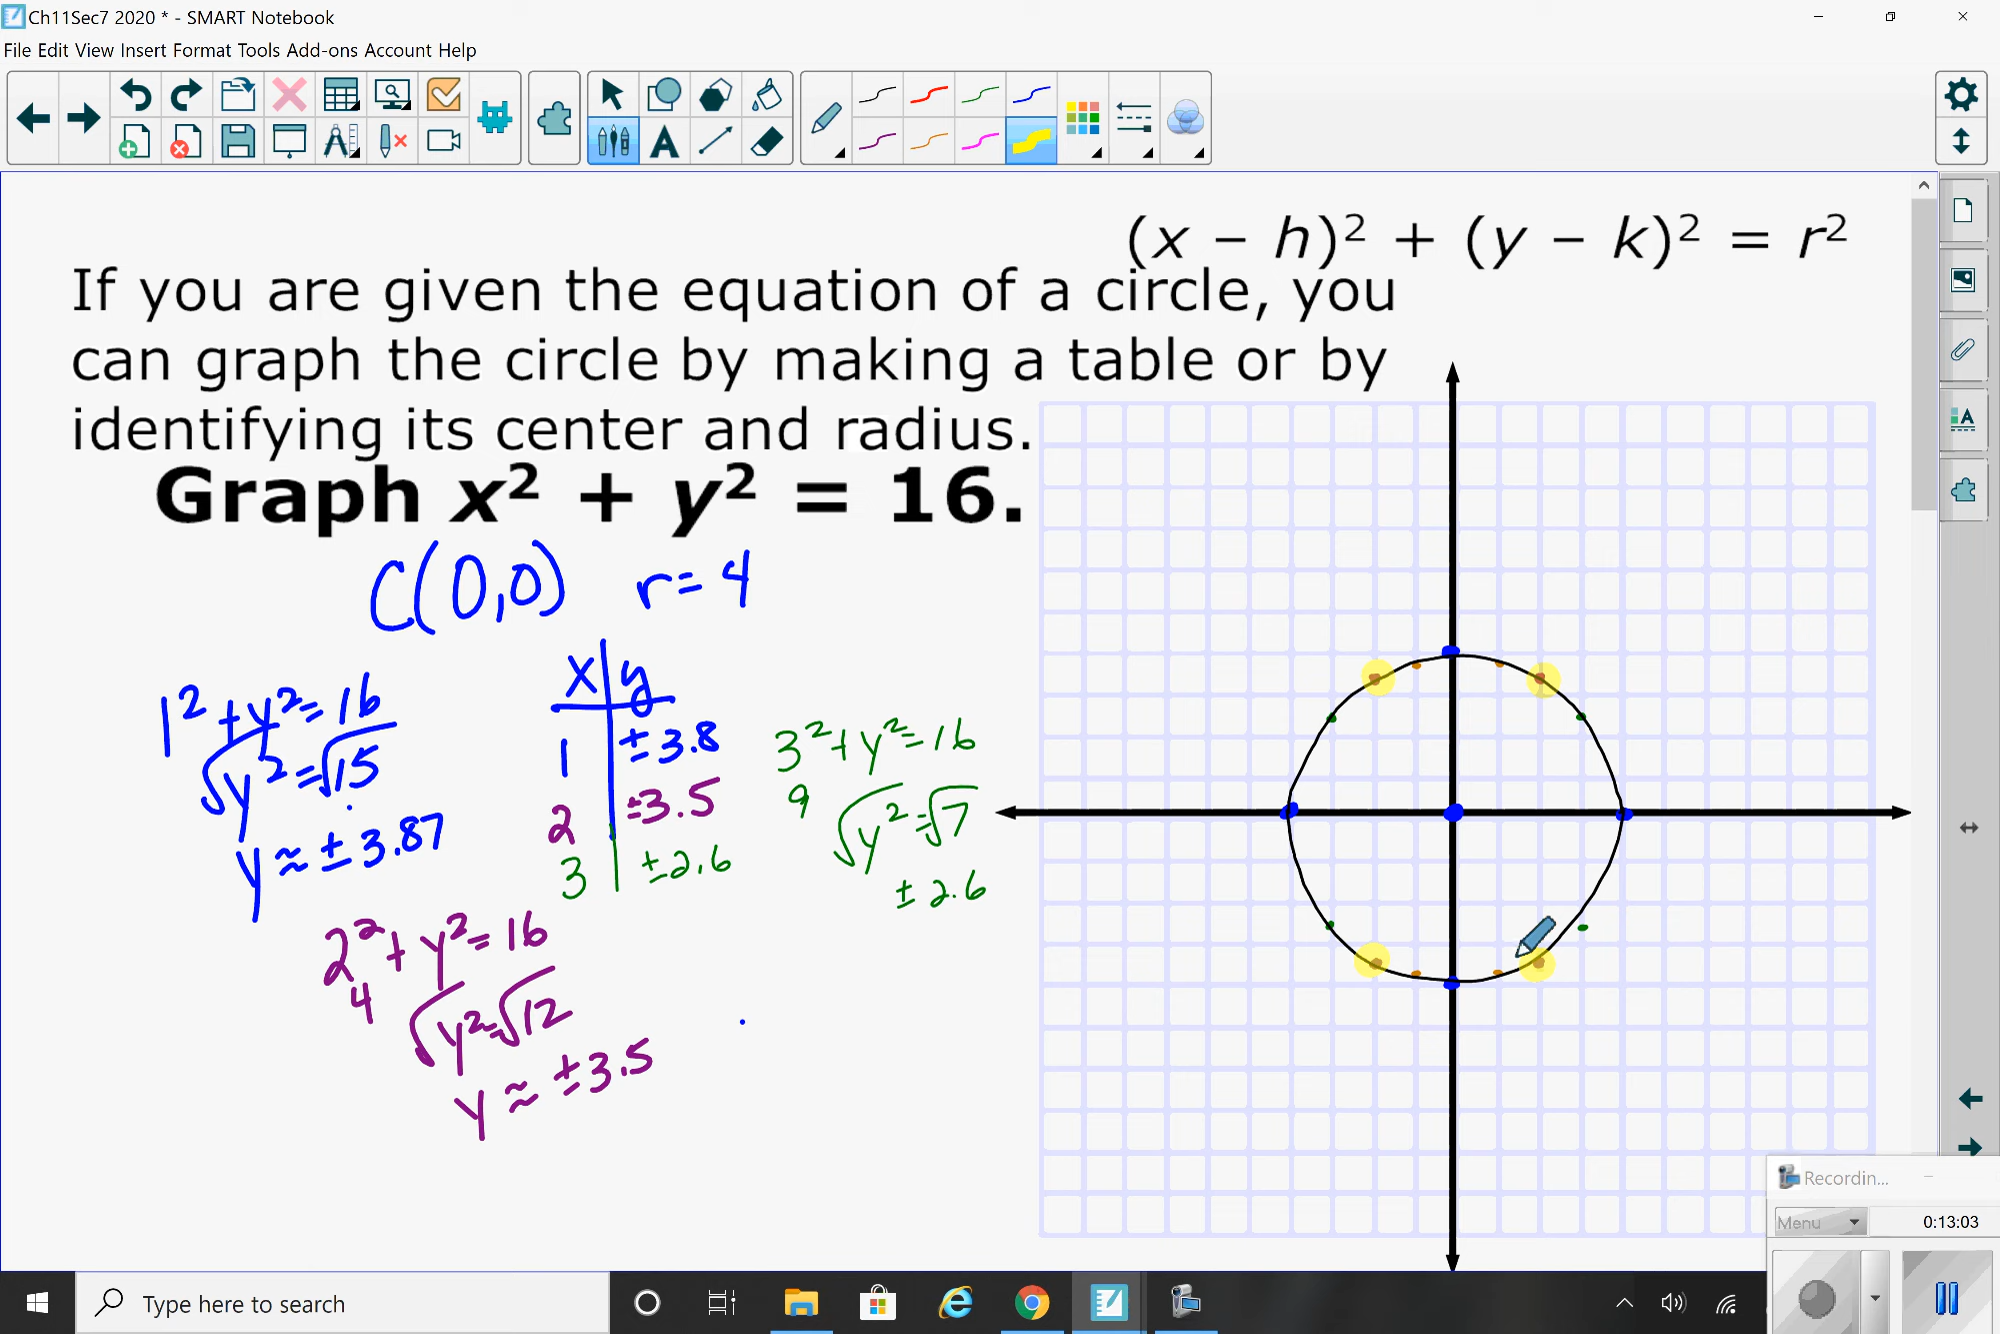 Ch11Sec7 2020 * - SMART Notebook
File Edit View Insert Format Tools Add-ons Account Help
(x – h)² + (y – k)² = r²
If you are given the equation of a circle, you
can graph the circle by making a table or by
identifying its center and radius.
Graph x² + y² = 16.
C(0,0) r = 4
1² + y² = 16
√y² = √15
y ≈ ± 3.87
x y
1 ± 3.8
2 ± 3.5
3 ± 2.6
3² + y² = 16
9 √y² = √7
± 2.6
2² + y² = 16
4 √y² = √12
y ≈ ± 3.5
Recordin...
Menu 0:13:03
Type here to search